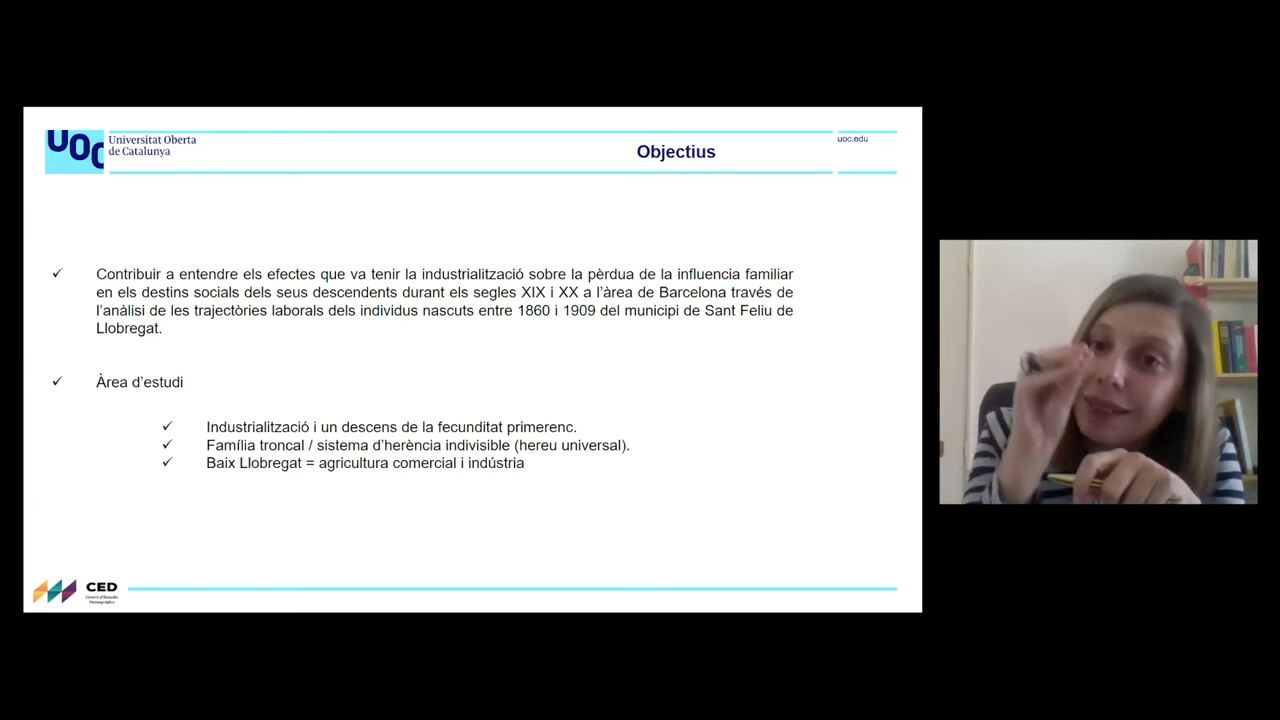 UOC
Universitat Oberta
de Catalunya
Objectius
uoc.edu
✓ Contribuir a entendre els efectes que va tenir la industrialització sobre la pèrdua de la influencia familiar
en els destins socials dels seus descendents durant els segles XIX i XX a l’àrea de Barcelona través de
l’anàlisi de les trajectòries laborals dels individus nascuts entre 1860 i 1909 del municipi de Sant Feliu de
Llobregat.
✓ Àrea d’estudi
✓ Industrialització i un descens de la fecunditat primerenc.
✓ Família troncal / sistema d’herència indivisible (hereu universal).
✓ Baix Llobregat = agricultura comercial i indústria
CED
Centre d'Estudis
Demogràfics